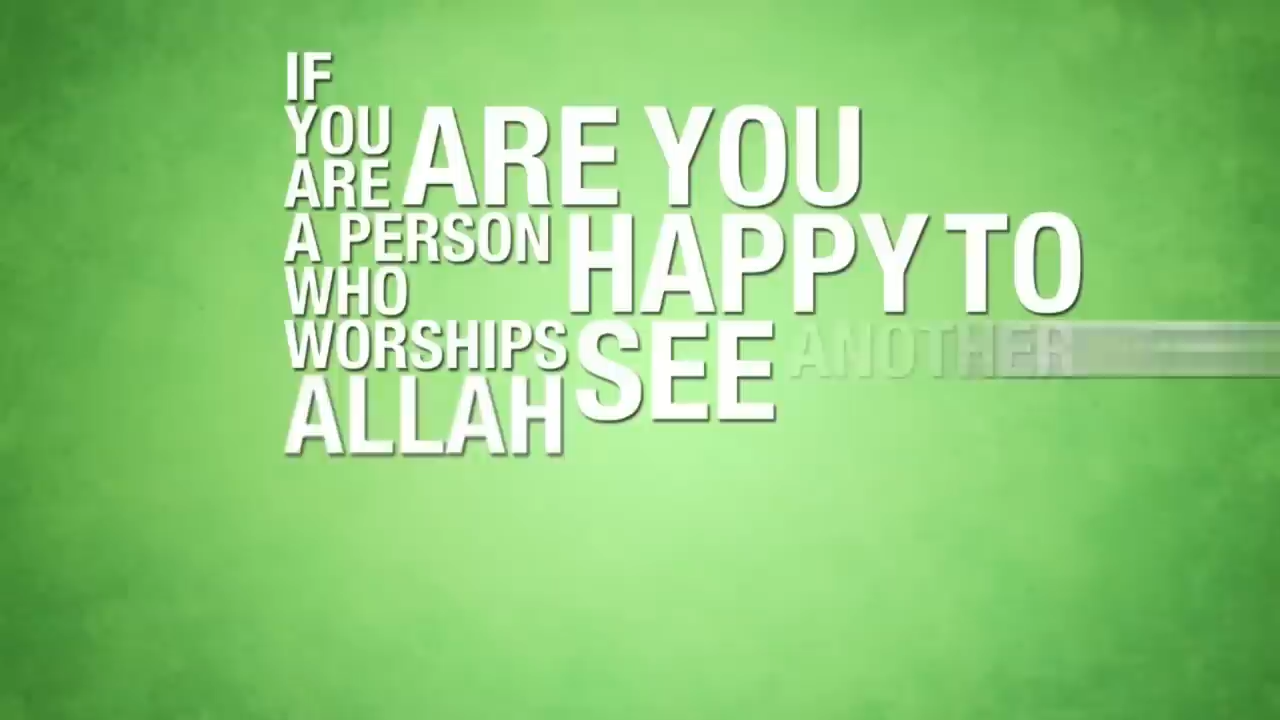 IF
YOU
ARE
A PERSON
WHO
WORSHIPS
ALLAH
ARE YOU
HAPPY TO
SEE
ANOTHER